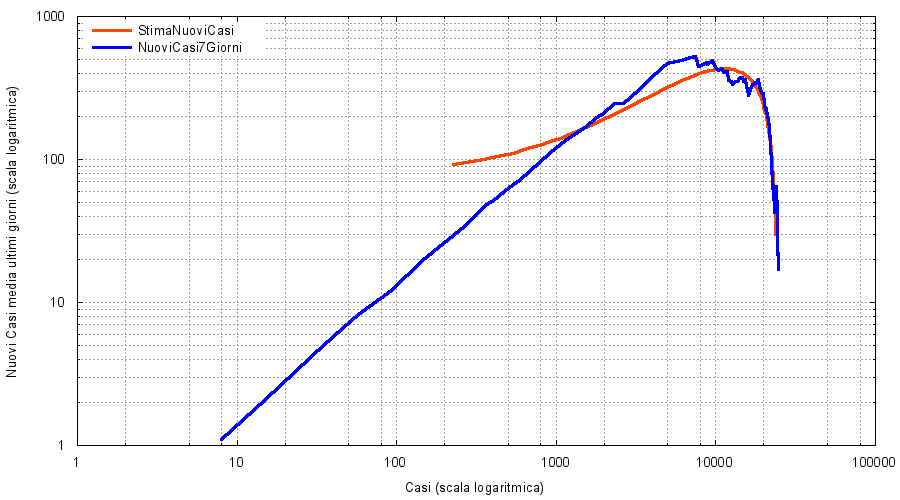 1000
StimaNuoviCasi
NuoviCasi7Giorni
100
10
1
Nuovi Casi media ultimi giorni (scala logaritmica)
1 10 100 1000 10000 100000
Casi (scala logaritmica)